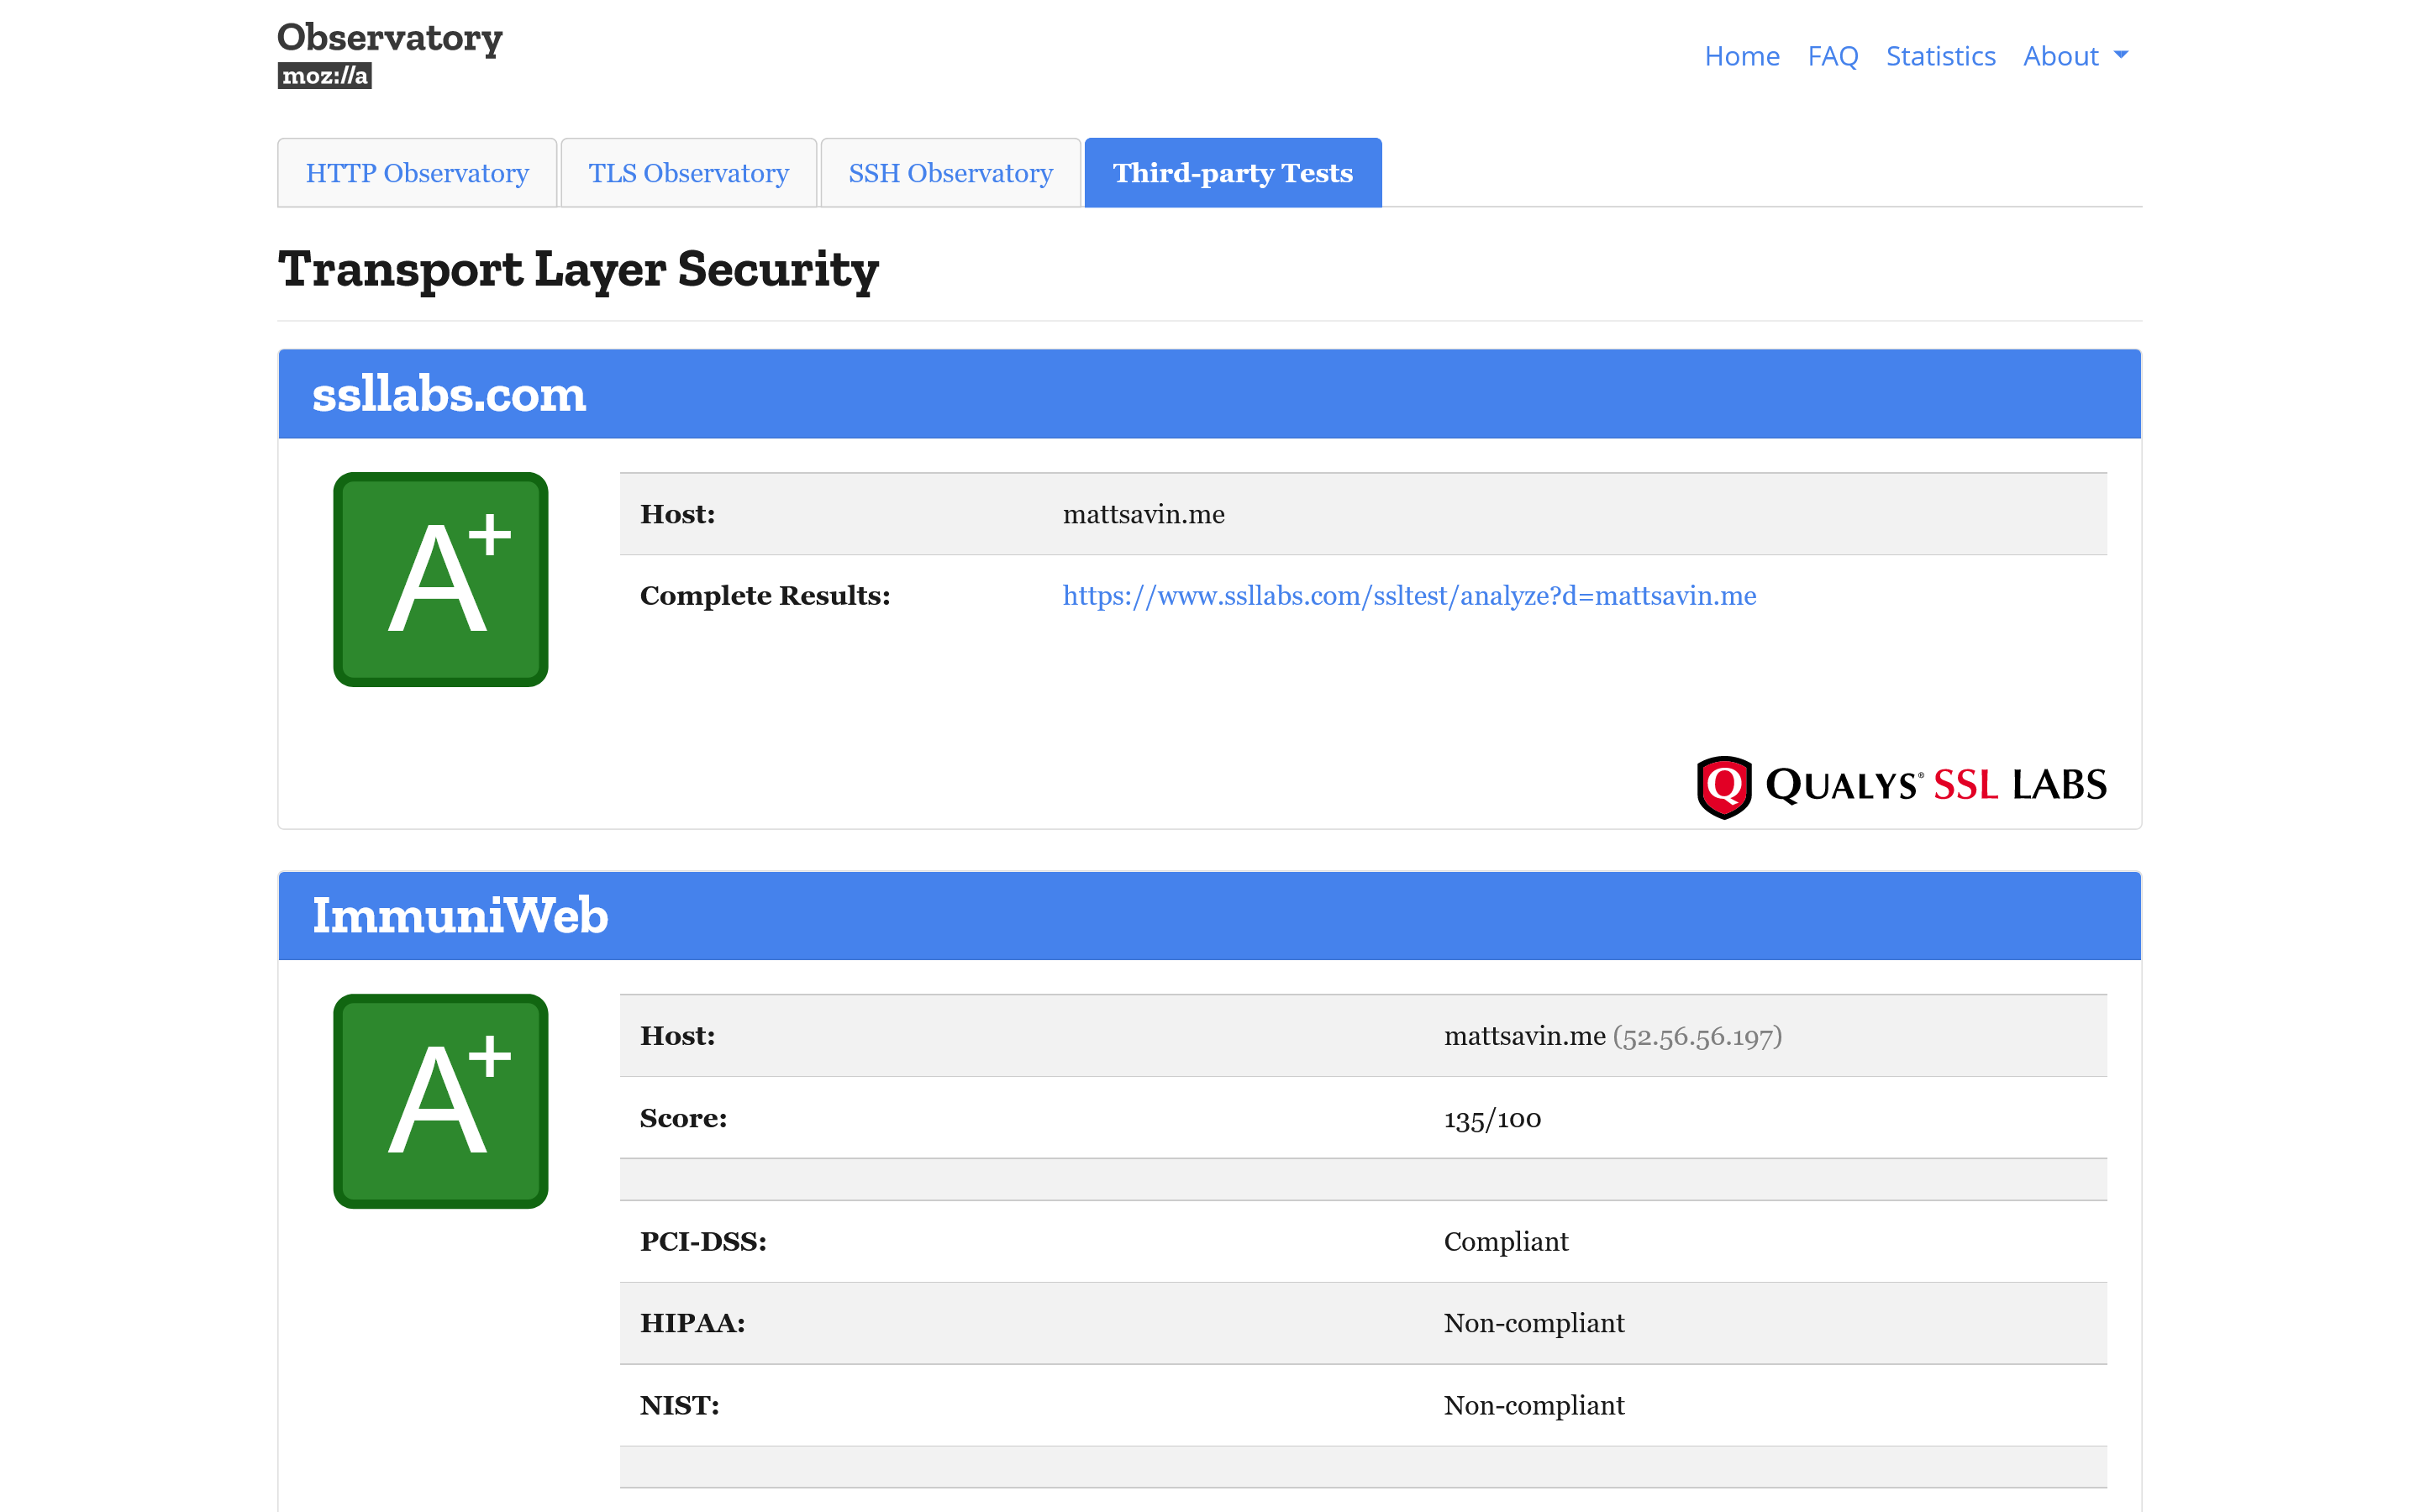 Observatory
moz://a
Home FAQ Statistics About
HTTP Observatory TLS Observatory SSH Observatory Third-party Tests
Transport Layer Security
ssllabs.com
A+
Host: mattsavin.me
Complete Results: https://www.ssllabs.com/ssltest/analyze?d=mattsavin.me
Q QUALYS® SSL LABS
ImmuniWeb
A+
Host: mattsavin.me (52.56.56.197)
Score: 135/100
PCI-DSS: Compliant
HIPAA: Non-compliant
NIST: Non-compliant